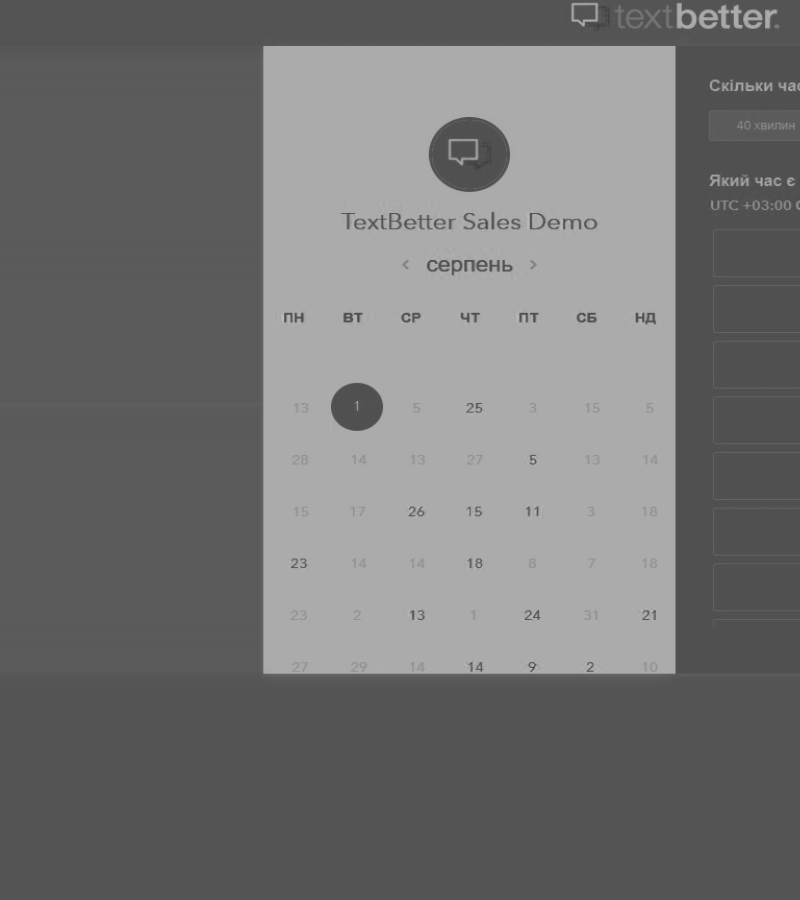 textbetter.
TextBetter Sales Demo
< серпень >
ПН ВТ СР ЧТ ПТ СБ НД
13 1 5 25 3 15 5
28 14 13 27 5 13 14
15 17 26 15 11 3 18
23 14 14 18 8 7 18
23 2 13 1 24 31 21
27 29 14 14 9 2 10
Скільки час
40 хвилин
Який час є
UTC +03:00